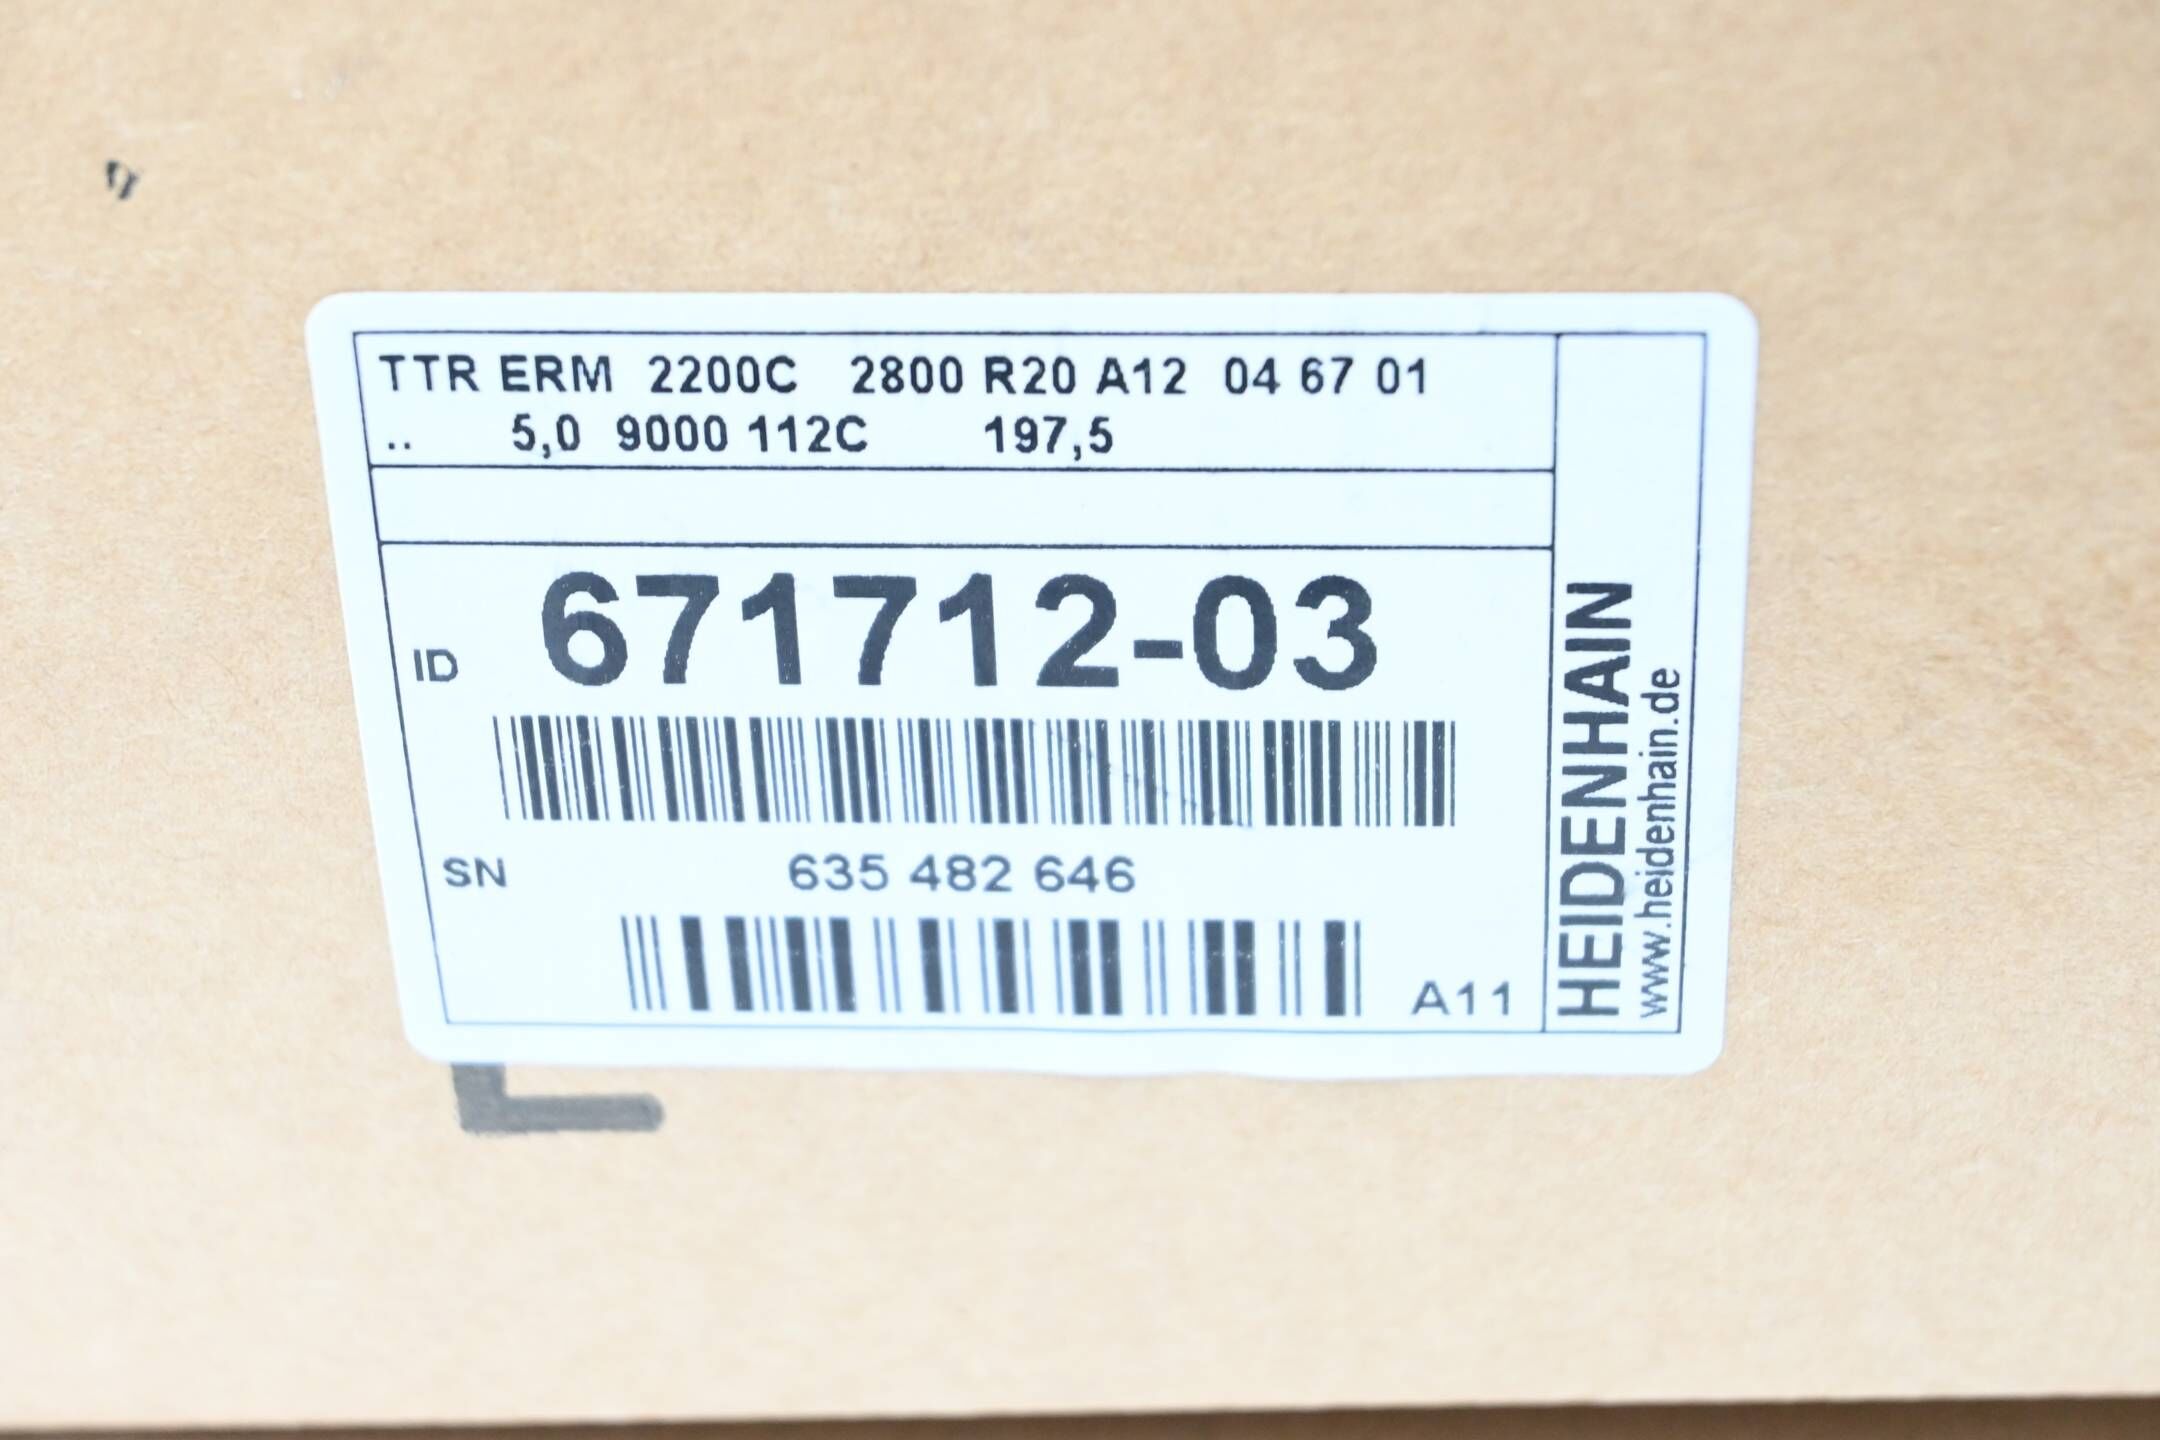 TTR ERM 2200C 2800 R20 A12 04 67 01
.. 5,0 9000 112C 197,5
ID 671712-03
SN 635 482 646
A11
HEIDENHAIN
www.heidenhain.de